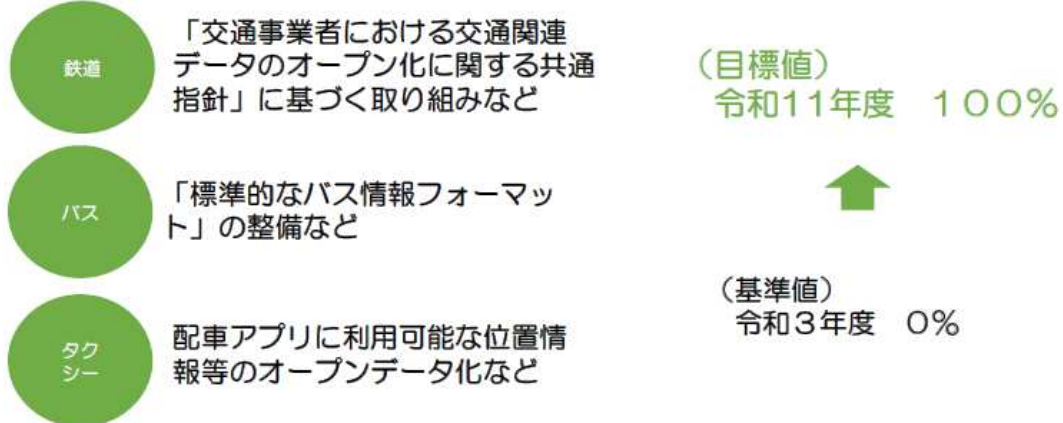 鉄道
「交通事業者における交通関連
データのオープン化に関する共通
指針」に基づく取り組みなど
バス
「標準的なバス情報フォーマッ
ト」の整備など
タク
シー
配車アプリに利用可能な位置情
報等のオープンデータ化など
（目標値）
令和11年度　１００％
（基準値）
令和３年度　０％